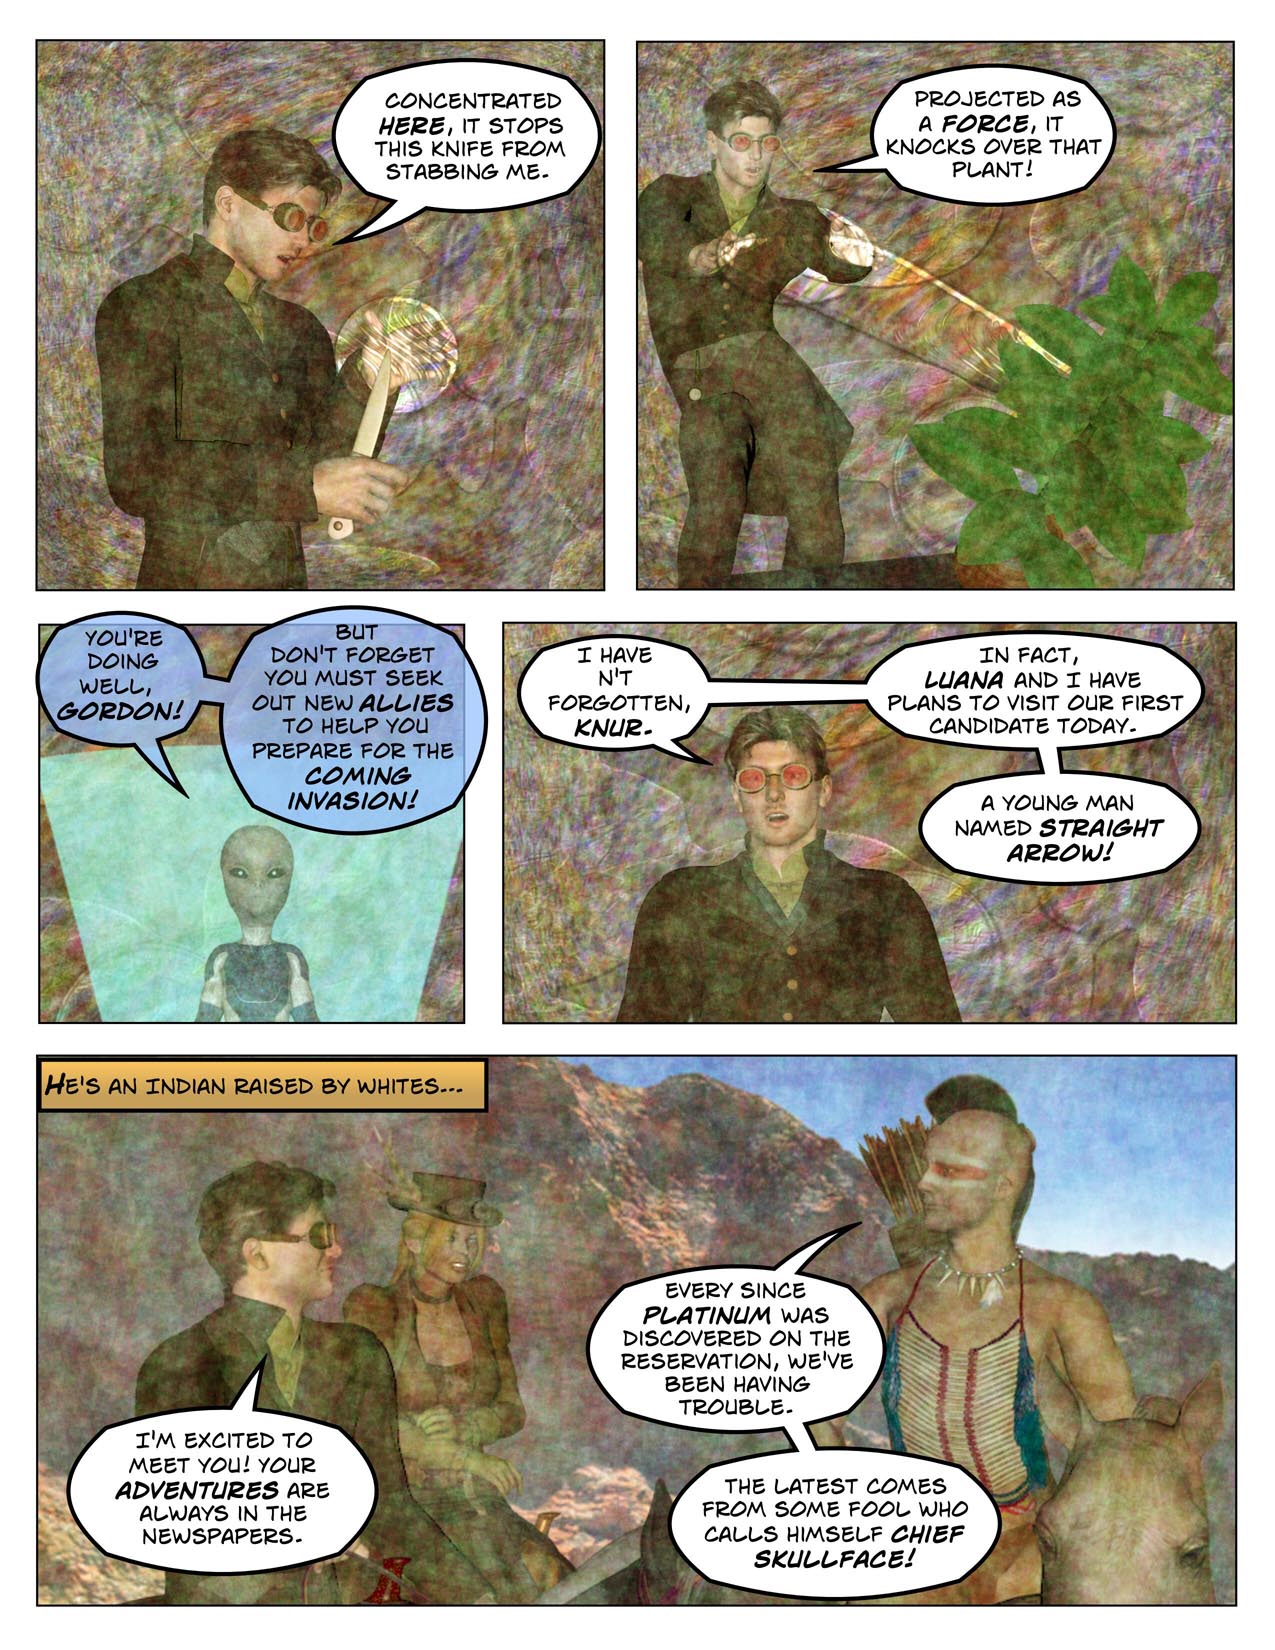 CONCENTRATED
HERE, IT STOPS
THIS KNIFE FROM
STABBING ME.
PROJECTED AS
A FORCE, IT
KNOCKS OVER THAT
PLANT!
YOU'RE
DOING
WELL,
GORDON!
BUT
DON'T FORGET
YOU MUST SEEK
OUT NEW ALLIES
TO HELP YOU
PREPARE FOR THE
COMING
INVASION!
I HAVE
N'T
FORGOTTEN,
KNUR.
IN FACT,
LUANA AND I HAVE
PLANS TO VISIT OUR FIRST
CANDIDATE TODAY.
A YOUNG MAN
NAMED STRAIGHT
ARROW!
HE'S AN INDIAN RAISED BY WHITES...
I'M EXCITED TO
MEET YOU! YOUR
ADVENTURES ARE
ALWAYS IN THE
NEWSPAPERS.
EVERY SINCE
PLATINUM WAS
DISCOVERED ON THE
RESERVATION, WE'VE
BEEN HAVING
TROUBLE.
THE LATEST COMES
FROM SOME FOOL WHO
CALLS HIMSELF CHIEF
SKULLFACE!